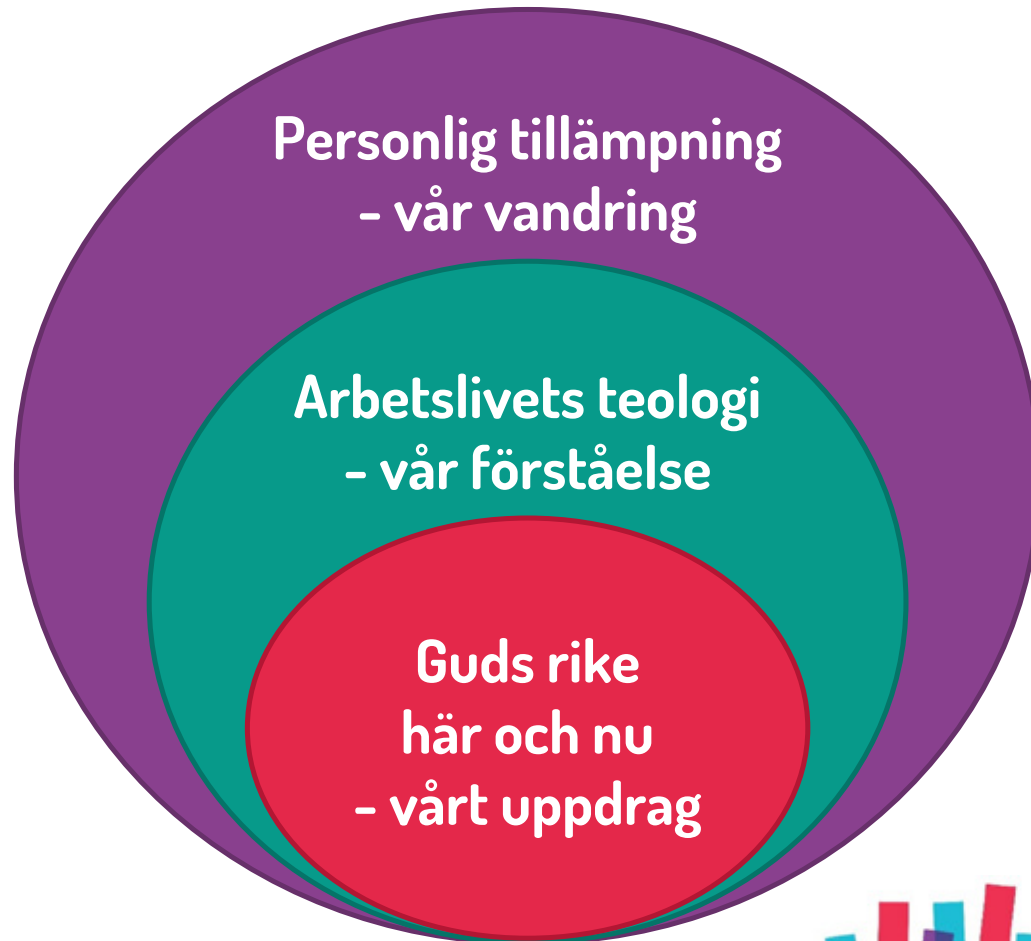 Personlig tillämpning
– vår vandring
Arbetslivets teologi
– vår förståelse
Guds rike
här och nu
- vårt uppdrag